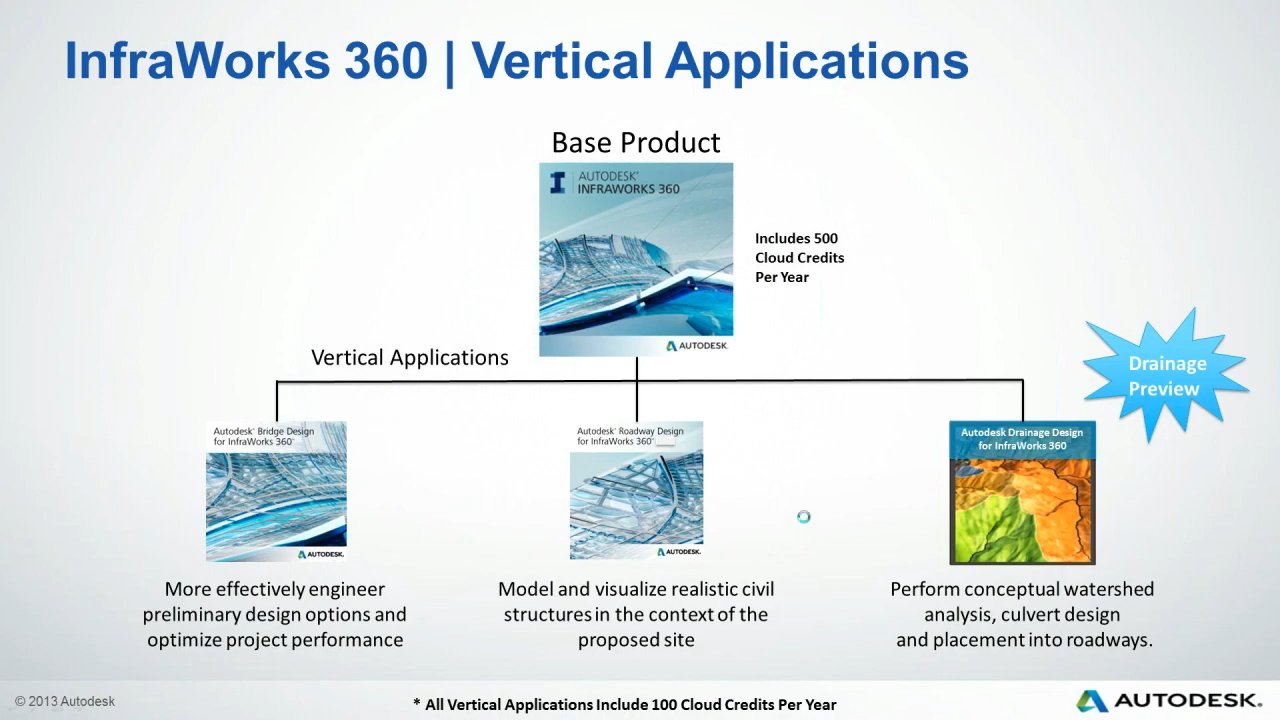 InfraWorks 360 | Vertical Applications
Base Product
AUTODESK™
INFRAWORKS 360
Includes 500
Cloud Credits
Per Year
AUTODESK.
Vertical Applications
Drainage
Preview
Autodesk® Bridge Design
for InfraWorks 360™
AUTODESK.
Autodesk® Roadway Design
for InfraWorks 360™
AUTODESK.
Autodesk Drainage Design
for InfraWorks 360
More effectively engineer
preliminary design options and
optimize project performance
Model and visualize realistic civil
structures in the context of the
proposed site
Perform conceptual watershed
analysis, culvert design
and placement into roadways.
© 2013 Autodesk
* All Vertical Applications Include 100 Cloud Credits Per Year
AUTODESK.